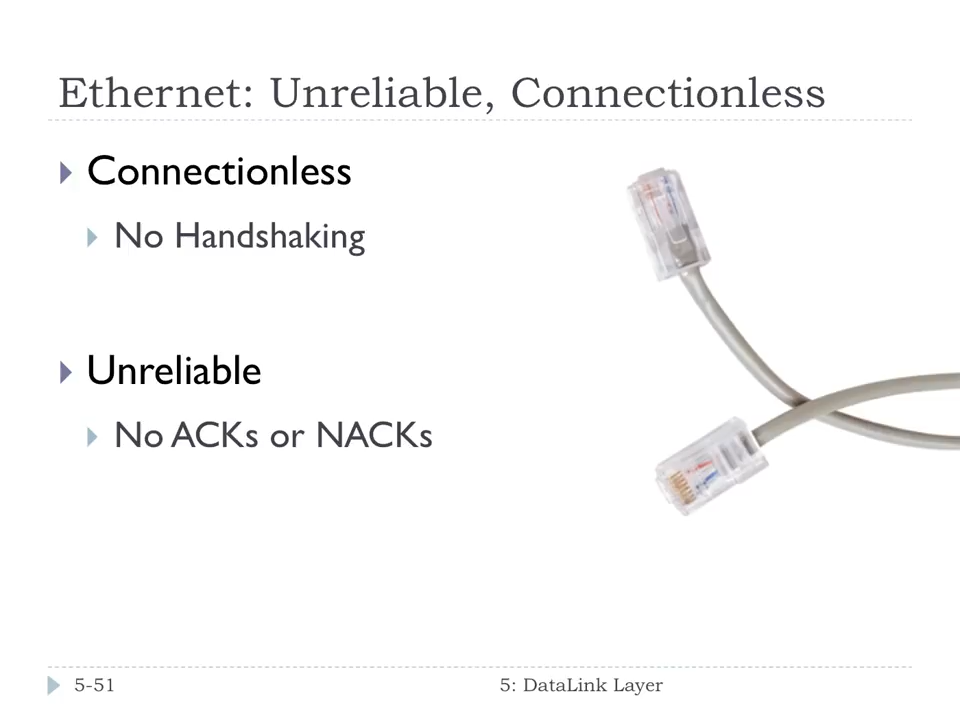 Ethernet: Unreliable, Connectionless
Connectionless
No Handshaking
Unreliable
No ACKs or NACKs
5-51
5: DataLink Layer